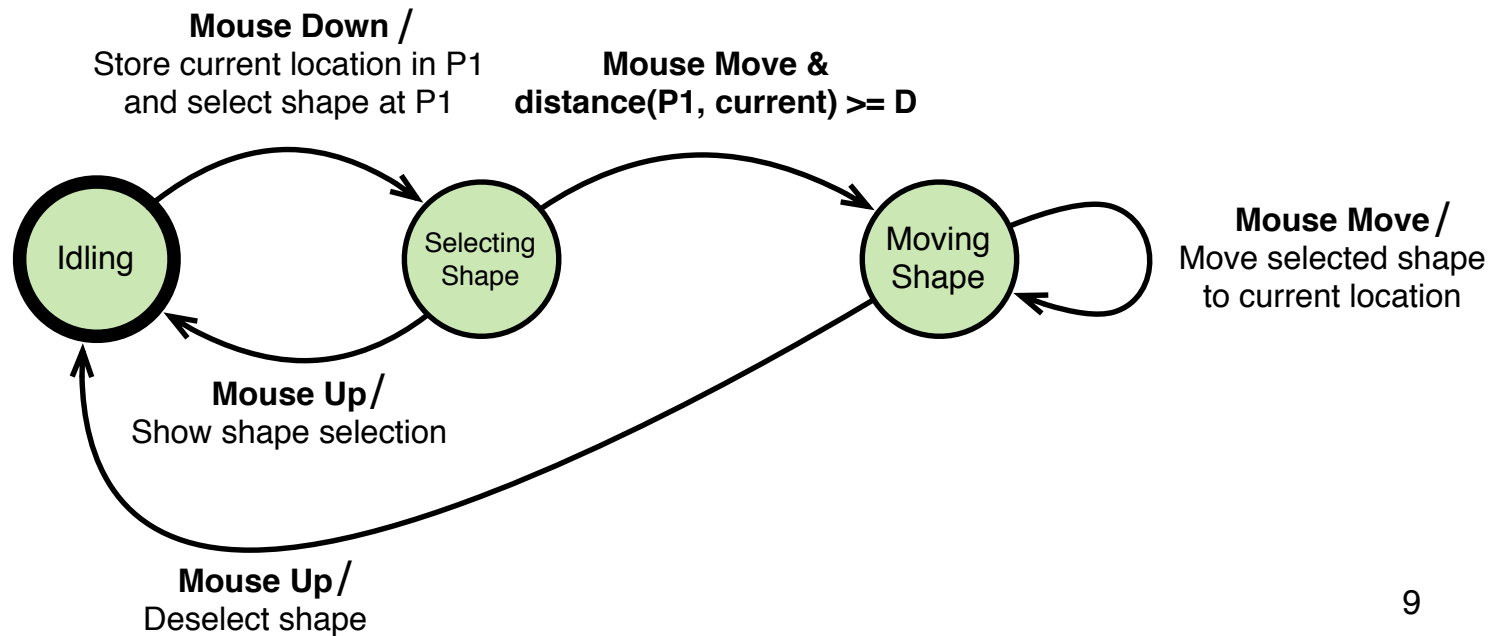 Mouse Down /
Store current location in P1
and select shape at P1
Mouse Move &
distance(P1, current) >= D
Idling
Selecting
Shape
Moving
Shape
Mouse Move /
Move selected shape
to current location
Mouse Up /
Show shape selection
Mouse Up /
Deselect shape
9